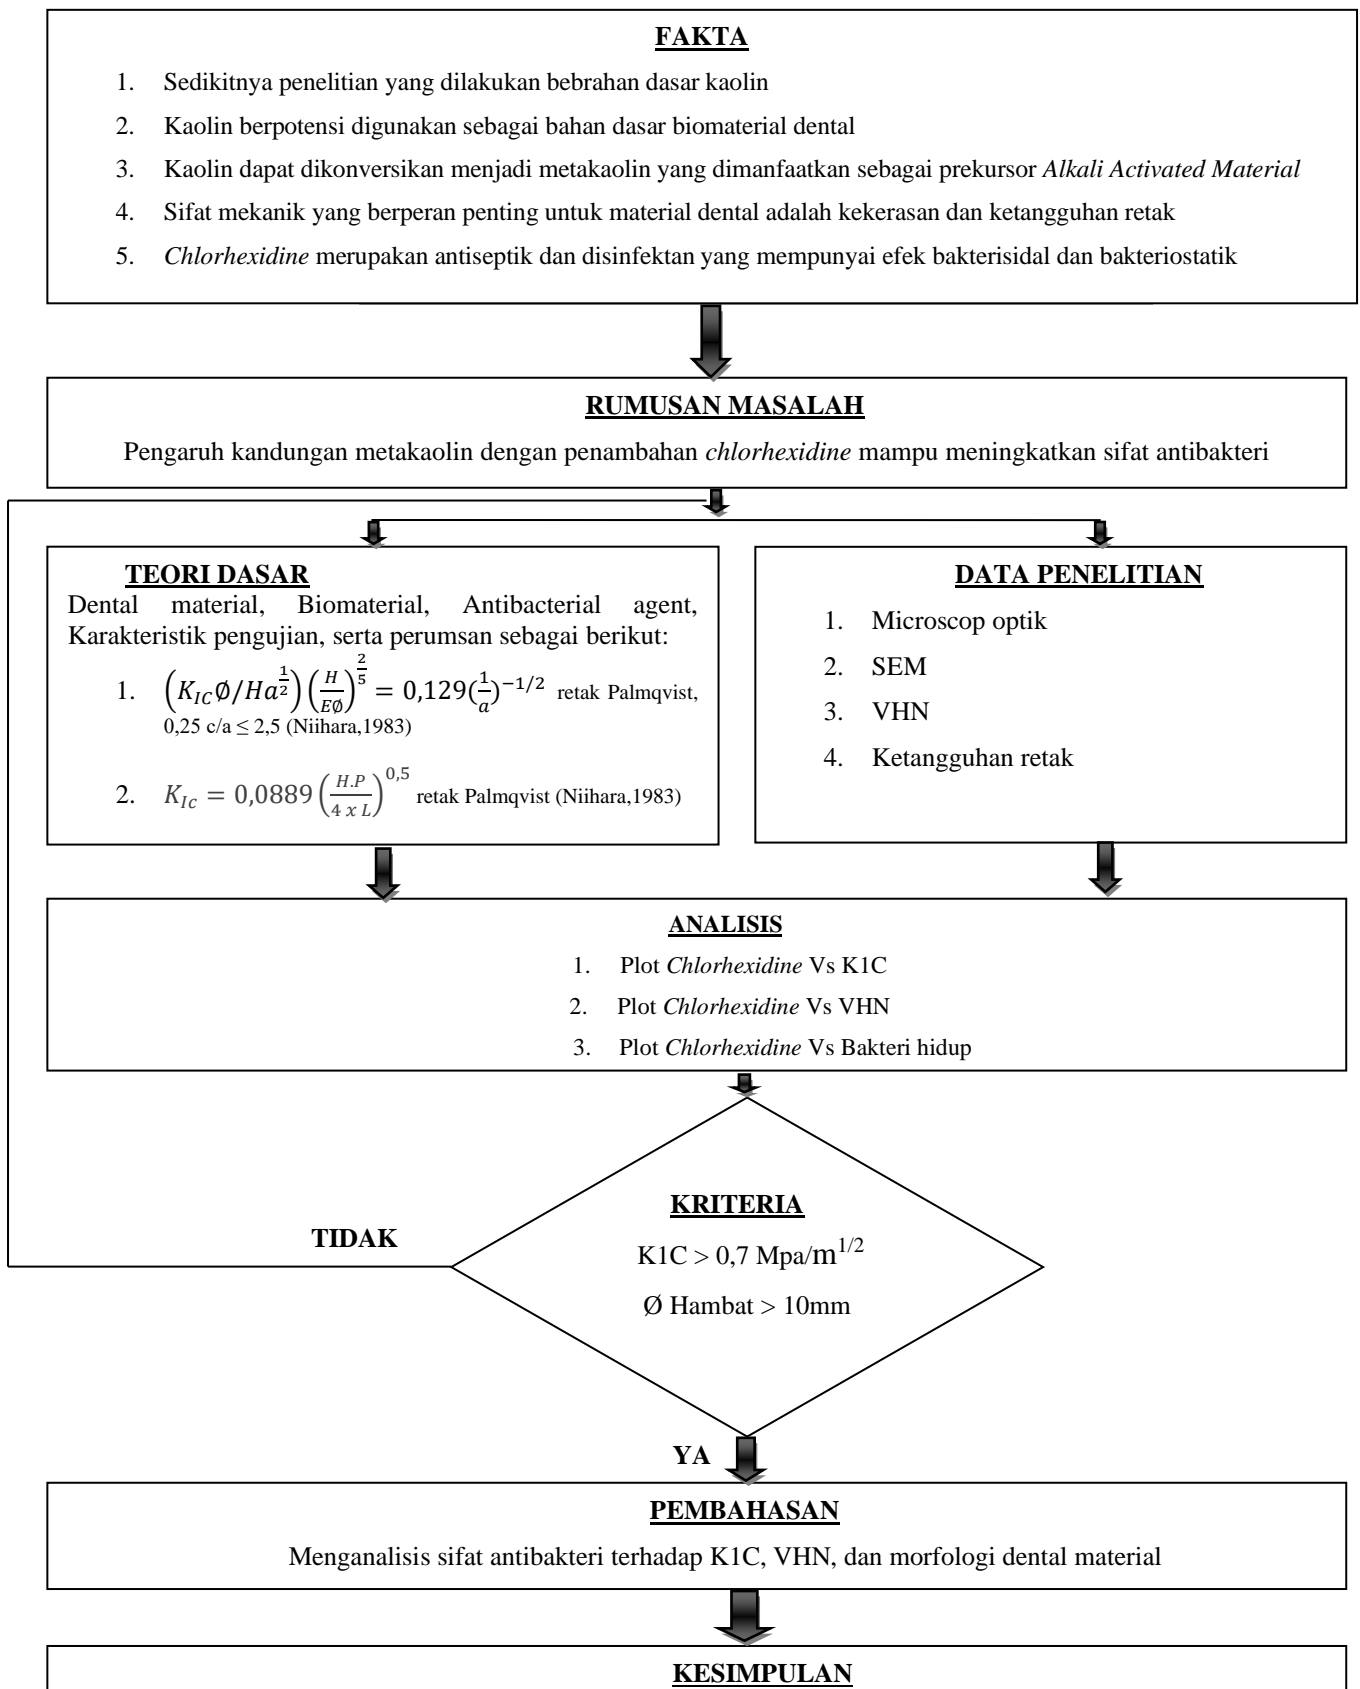 FAKTA
1. Sedikitnya penelitian yang dilakukan bebrahan dasar kaolin
2. Kaolin berpotensi digunakan sebagai bahan dasar biomaterial dental
3. Kaolin dapat dikonversikan menjadi metakaolin yang dimanfaatkan sebagai prekursor Alkali Activated Material
4. Sifat mekanik yang berperan penting untuk material dental adalah kekerasan dan ketangguhan retak
5. Chlorhexidine merupakan antiseptik dan disinfektan yang mempunyai efek bakterisidal dan bakteriostatik
RUMUSAN MASALAH
Pengaruh kandungan metakaolin dengan penambahan chlorhexidine mampu meningkatkan sifat antibakteri
TEORI DASAR
Dental material, Biomaterial, Antibacterial agent,
Karakteristik pengujian, serta perumsan sebagai berikut:
1. (K_IC Ø/Ha^(1/2)) (H/EØ)^(2/5) = 0,129(1/a)^(−1/2) retak Palmqvist,
0,25 c/a ≤ 2,5 (Niihara,1983)
2. K_Ic = 0,0889 (H.P/4 x L)^0,5 retak Palmqvist (Niihara,1983)
DATA PENELITIAN
1. Microscop optik
2. SEM
3. VHN
4. Ketangguhan retak
ANALISIS
1. Plot Chlorhexidine Vs K1C
2. Plot Chlorhexidine Vs VHN
3. Plot Chlorhexidine Vs Bakteri hidup
KRITERIA
K1C > 0,7 Mpa/m^1/2
Ø Hambat > 10mm
TIDAK
YA
PEMBAHASAN
Menganalisis sifat antibakteri terhadap K1C, VHN, dan morfologi dental material
KESIMPULAN